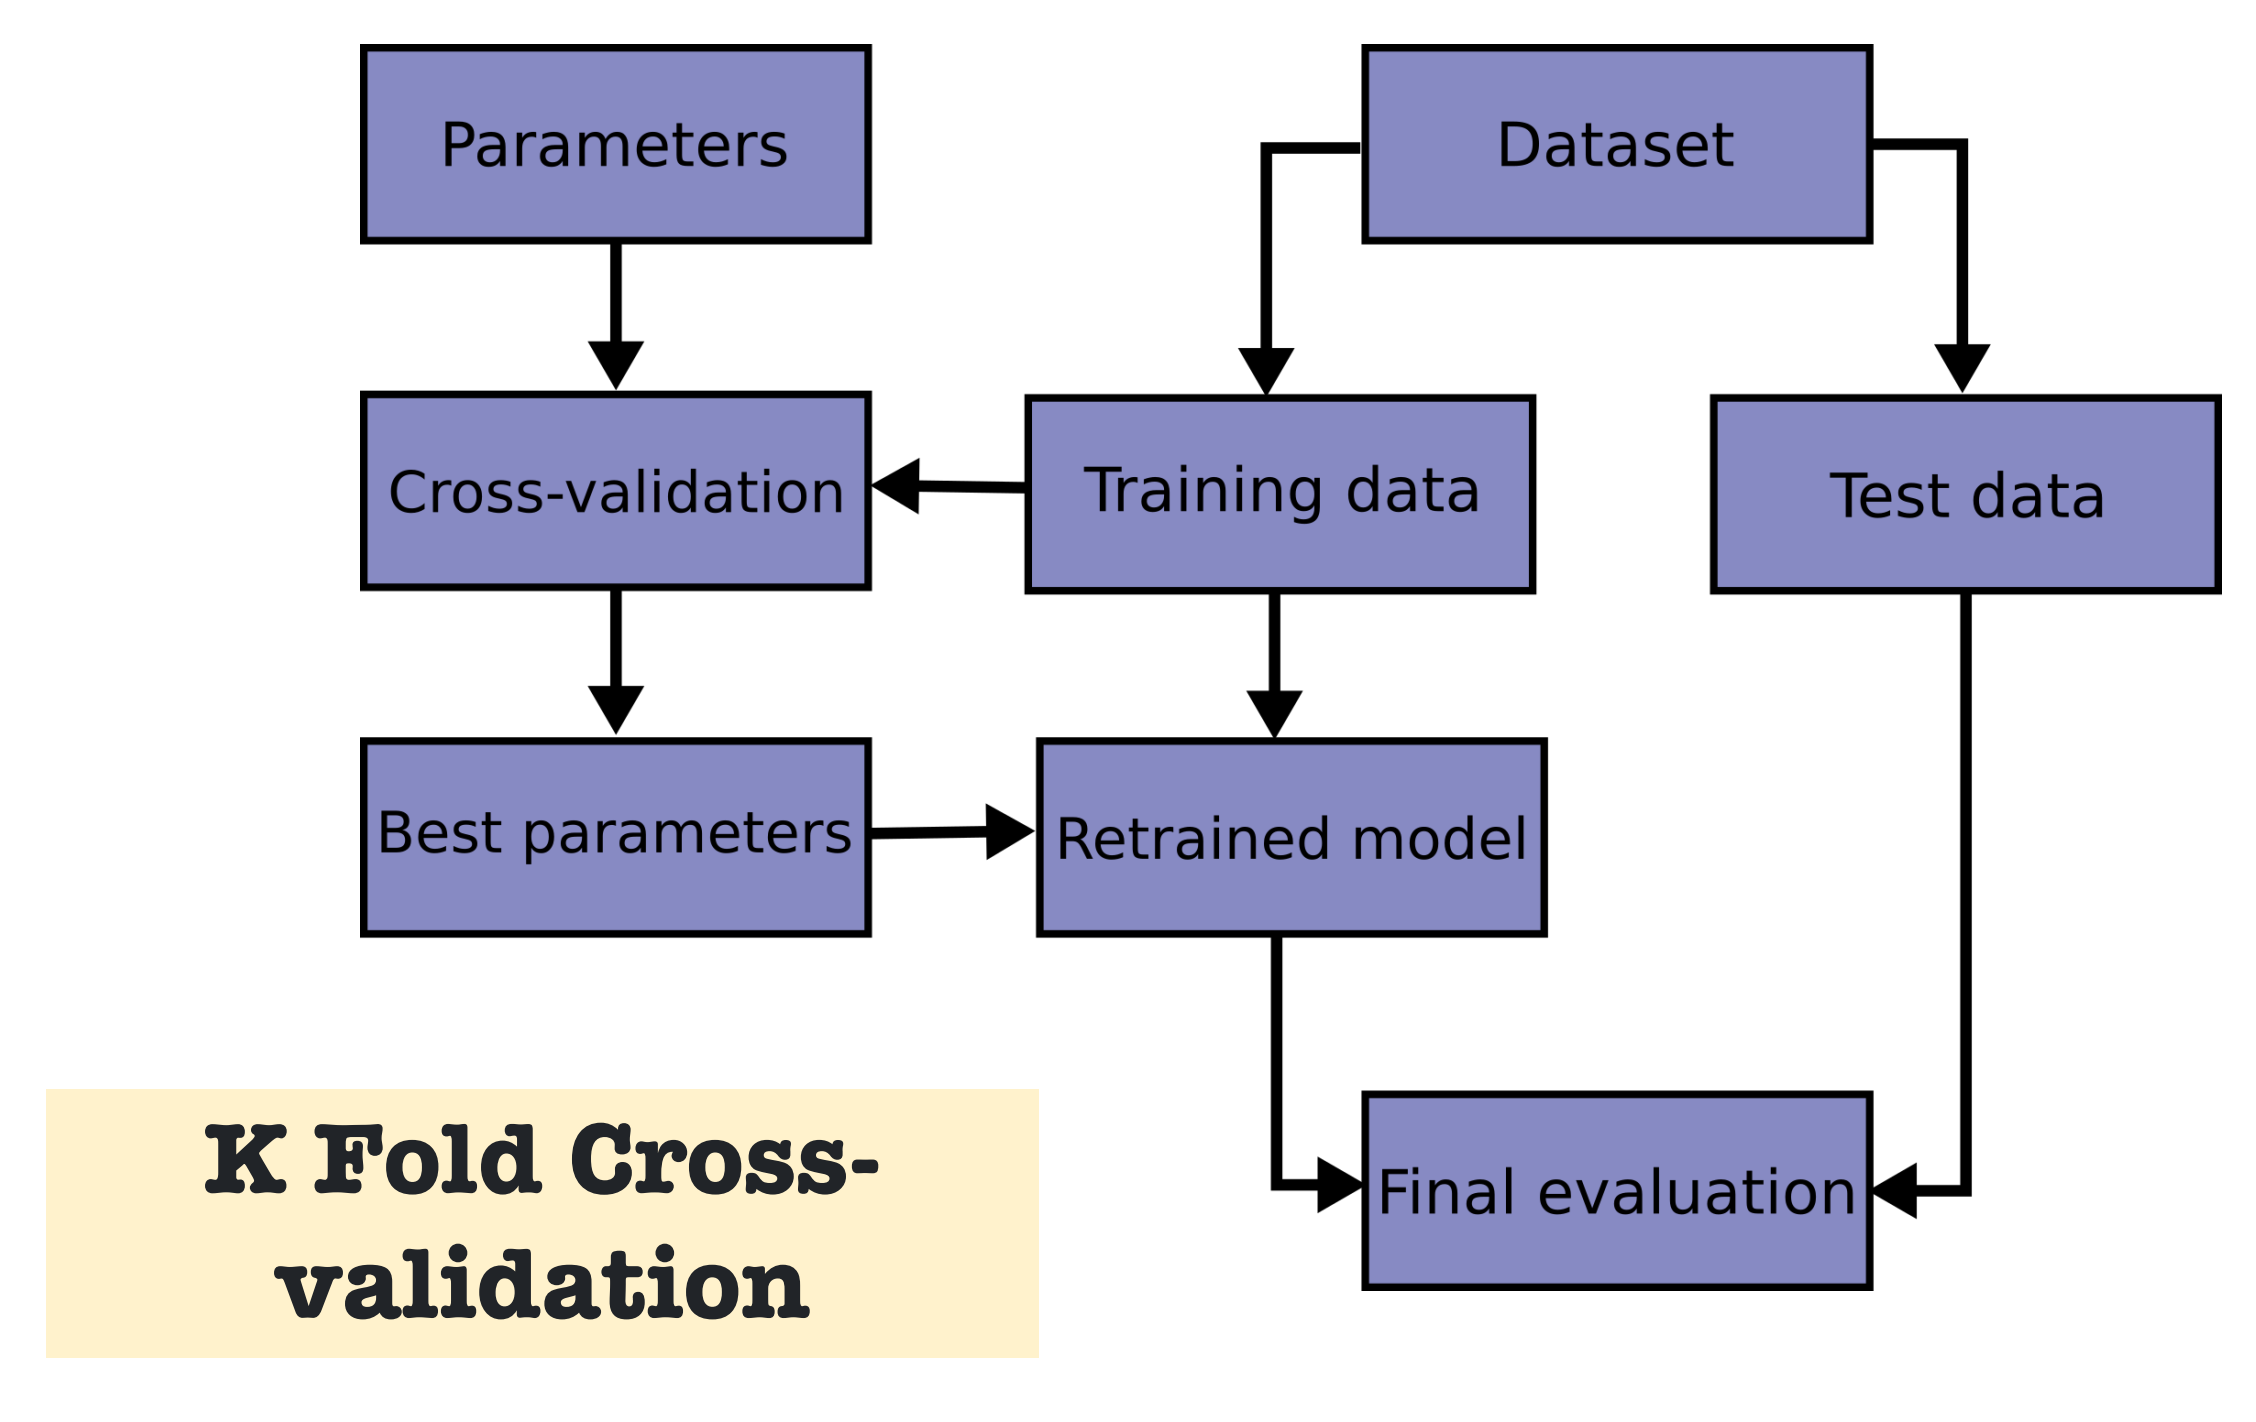 Parameters
Dataset
Cross-validation
Training data
Test data
Best parameters
Retrained model
Final evaluation
K Fold Cross-
validation